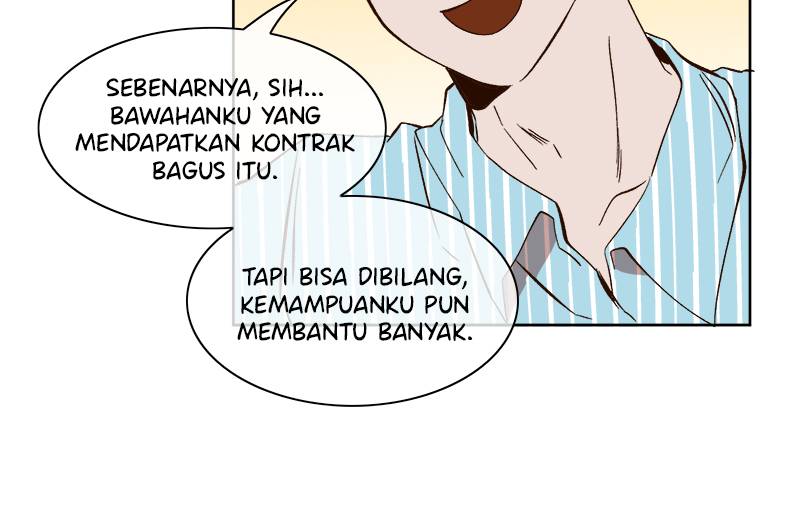 SEBENARNYA, SIH...
BAWAHANKU YANG
MENDAPATKAN KONTRAK
BAGUS ITU.
TAPI BISA DIBILANG,
KEMAMPUANKU PUN
MEMBANTU BANYAK.